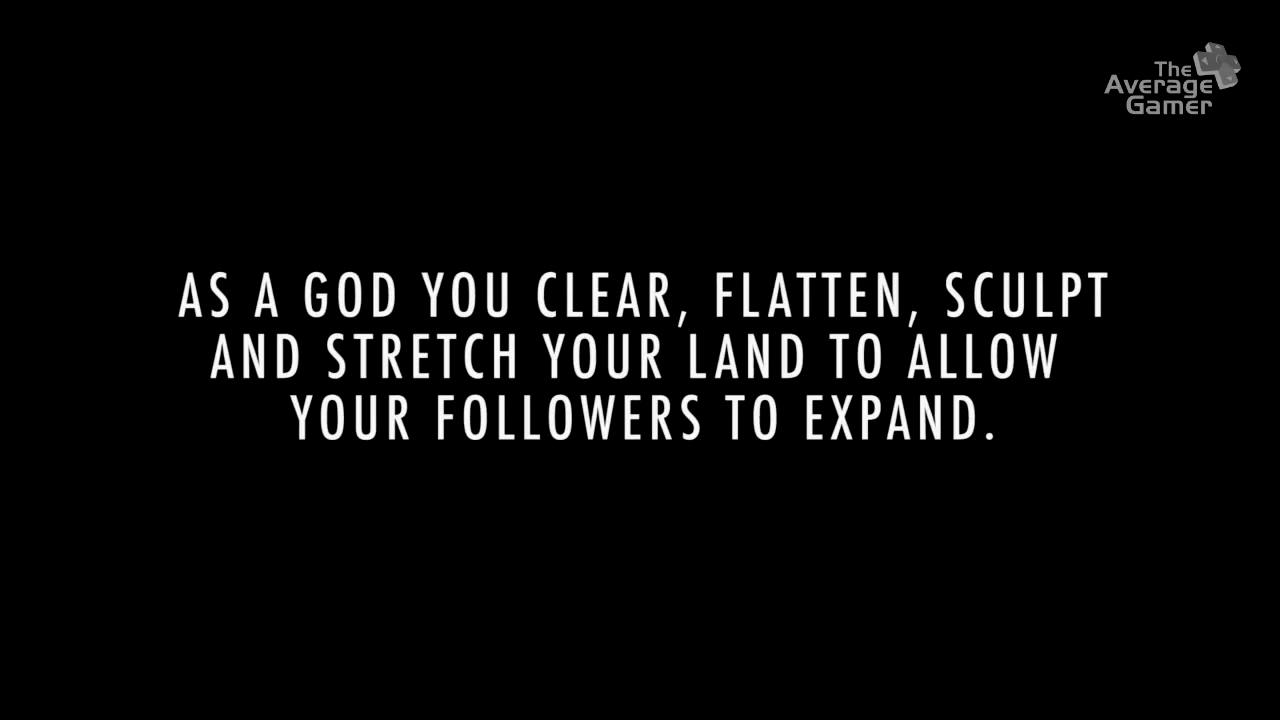 The
Average
Gamer
AS A GOD YOU CLEAR, FLATTEN, SCULPT
AND STRETCH YOUR LAND TO ALLOW
YOUR FOLLOWERS TO EXPAND.